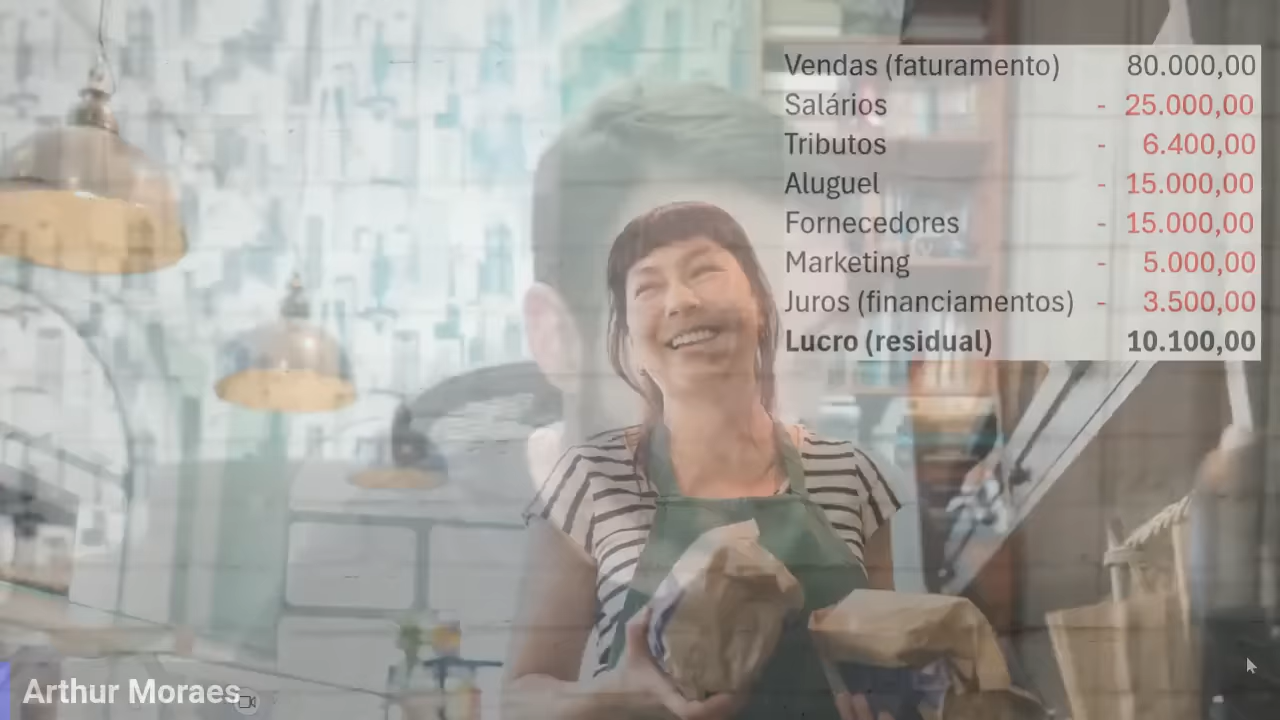 Vendas (faturamento) 80.000,00
Salários - 25.000,00
Tributos - 6.400,00
Aluguel - 15.000,00
Fornecedores - 15.000,00
Marketing - 5.000,00
Juros (financiamentos) - 3.500,00
Lucro (residual) 10.100,00
Arthur Moraes